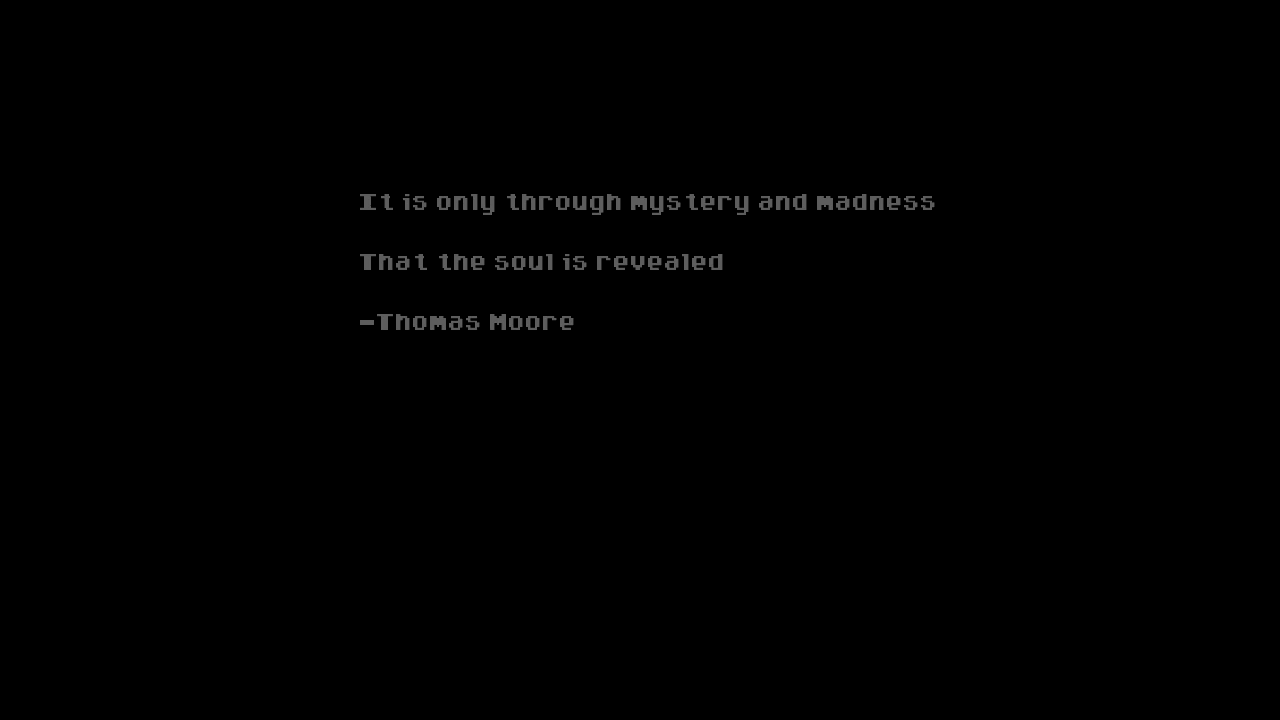 It is only through mystery and madness
That the soul is revealed
-Thomas Moore